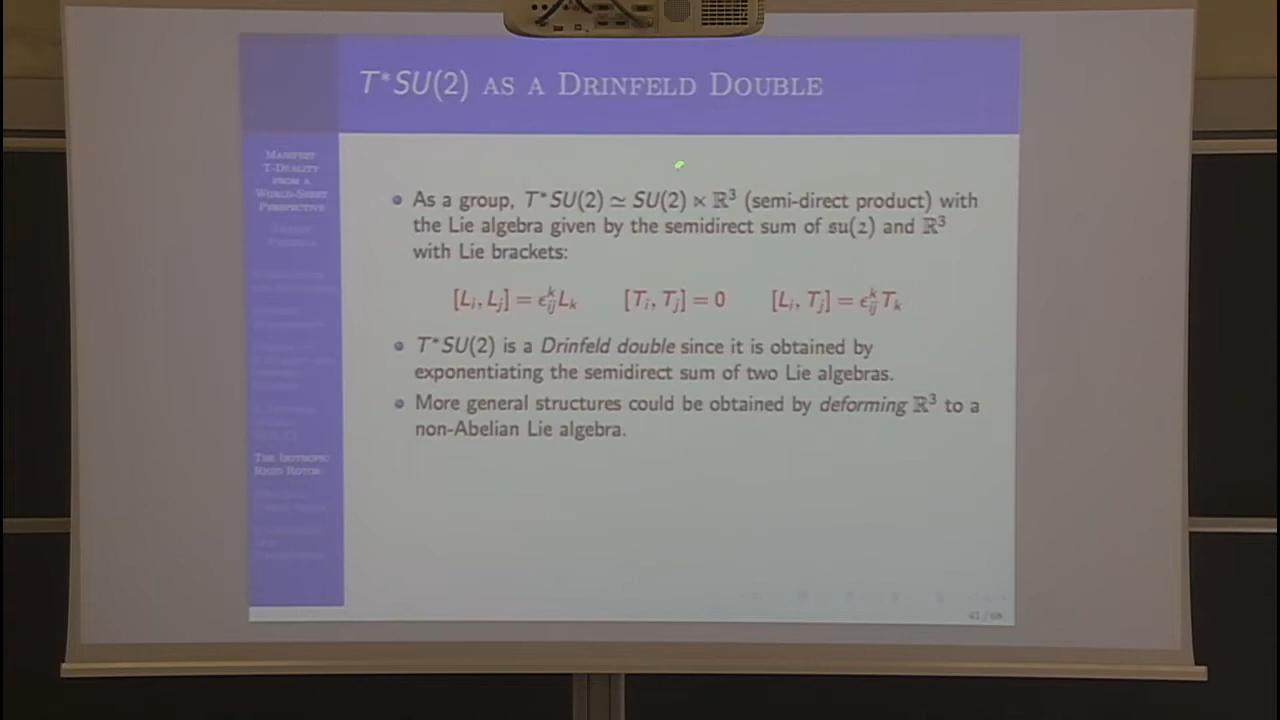 T*SU(2) AS A DRINFELD DOUBLE
MANIFEST
T-DUALITY
FROM A
WORLD-SHEET
PERSPECTIVE
THE ISOTROPIC
RIGID ROTOR
• As a group, T*SU(2) ≃ SU(2) ⋉ ℝ³ (semi-direct product) with
the Lie algebra given by the semidirect sum of su(2) and ℝ³
with Lie brackets:
[Lᵢ, Lⱼ] = ϵᵢⱼᵏLₖ [Tᵢ, Tⱼ] = 0 [Lᵢ, Tⱼ] = ϵᵢⱼᵏTₖ
• T*SU(2) is a Drinfeld double since it is obtained by
exponentiating the semidirect sum of two Lie algebras.
• More general structures could be obtained by deforming ℝ³ to a
non-Abelian Lie algebra.